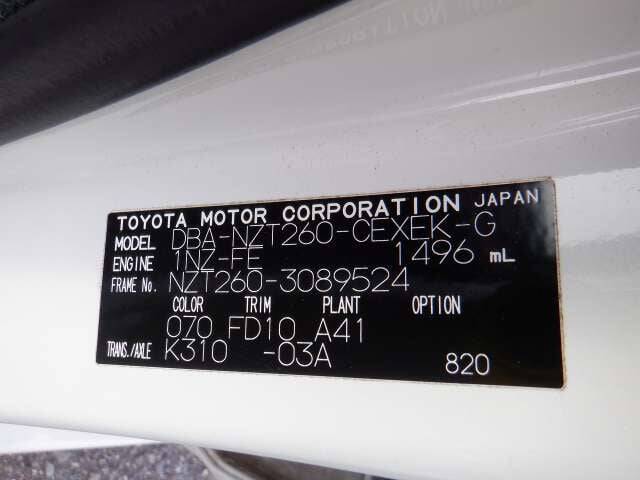 TOYOTA MOTOR CORPORATION JAPAN
MODEL DBA-NZT260-CEXEK-G
ENGINE 1NZ-FE 1496 mL
FRAME No. NZT260-3089524
COLOR TRIM PLANT OPTION
070 FD10 A41
TRANS./AXLE K310 -03A
820